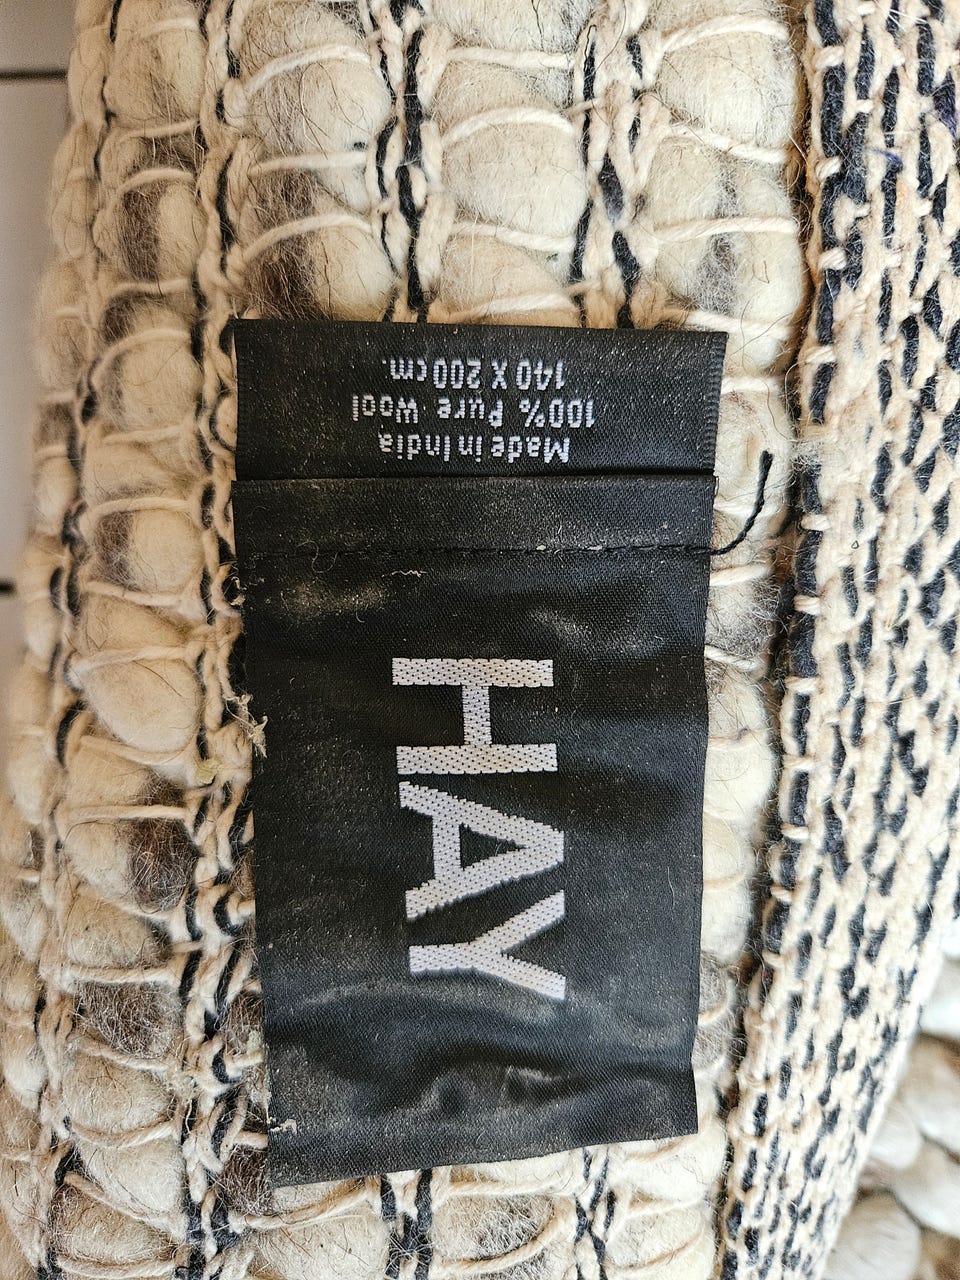 Made in India
100% Pure Wool
140 X 200 cm.
HAY